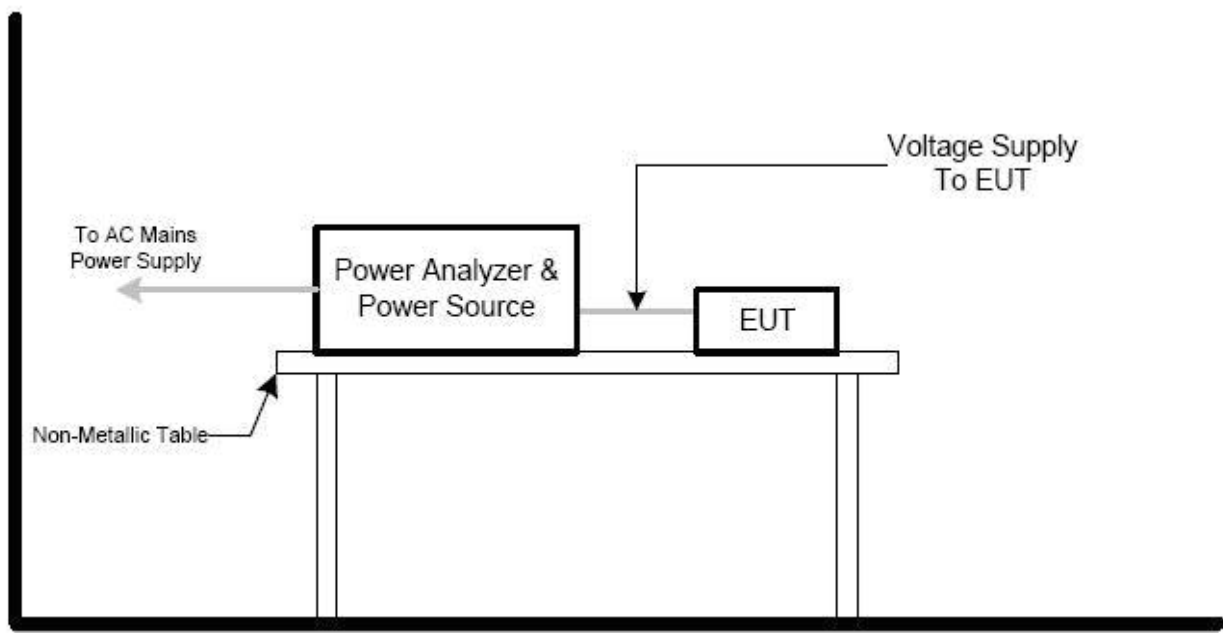 Voltage Supply
To EUT
To AC Mains
Power Supply
Power Analyzer &
Power Source
EUT
Non-Metallic Table